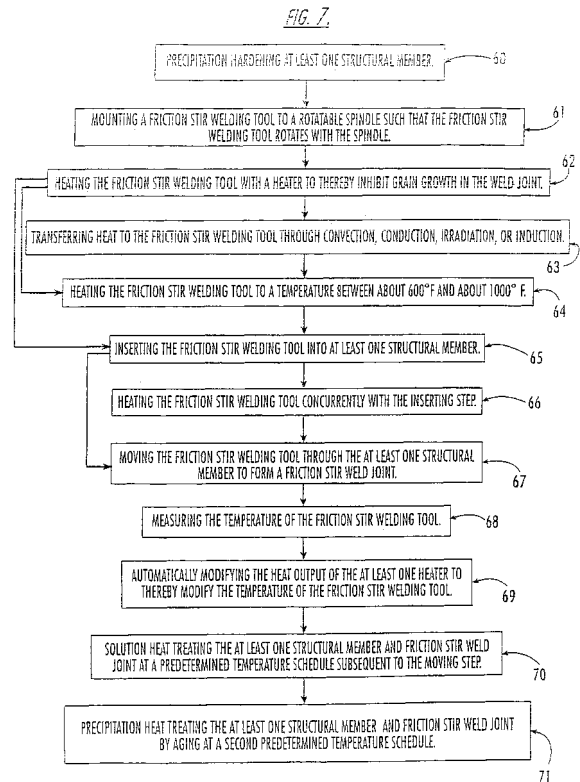 FIG. 7.
PRECIPITATION HARDENING AT LEAST ONE STRUCTURAL MEMBER.
60
MOUNTING A FRICTION STIR WELDING TOOL TO A ROTATABLE SPINDLE SUCH THAT THE FRICTION STIR
WELDING TOOL ROTATES WITH THE SPINDLE.
61
HEATING THE FRICTION STIR WELDING TOOL WITH A HEATER TO THEREBY INHIBIT GRAIN GROWTH IN THE WELD JOINT.
62
TRANSFERRING HEAT TO THE FRICTION STIR WELDING TOOL THROUGH CONVECTION, CONDUCTION, IRRADIATION, OR INDUCTION.
63
HEATING THE FRICTION STIR WELDING TOOL TO A TEMPERATURE BETWEEN ABOUT 600°F AND ABOUT 1000° F.
64
INSERTING THE FRICTION STIR WELDING TOOL INTO AT LEAST ONE STRUCTURAL MEMBER.
65
HEATING THE FRICTION STIR WELDING TOOL CONCURRENTLY WITH THE INSERTING STEP.
66
MOVING THE FRICTION STIR WELDING TOOL THROUGH THE AT LEAST ONE STRUCTURAL
MEMBER TO FORM A FRICTION STIR WELD JOINT.
67
MEASURING THE TEMPERATURE OF THE FRICTION STIR WELDING TOOL.
68
AUTOMATICALLY MODIFYING THE HEAT OUTPUT OF THE AT LEAST ONE HEATER TO
THEREBY MODIFY THE TEMPERATURE OF THE FRICTION STIR WELDING TOOL.
69
SOLUTION HEAT TREATING THE AT LEAST ONE STRUCTURAL MEMBER AND FRICTION STIR WELD
JOINT AT A PREDETERMINED TEMPERATURE SCHEDULE SUBSEQUENT TO THE MOVING STEP.
70
PRECIPITATION HEAT TREATING THE AT LEAST ONE STRUCTURAL MEMBER AND FRICTION STIR WELD JOINT
BY AGING AT A SECOND PREDETERMINED TEMPERATURE SCHEDULE.
71